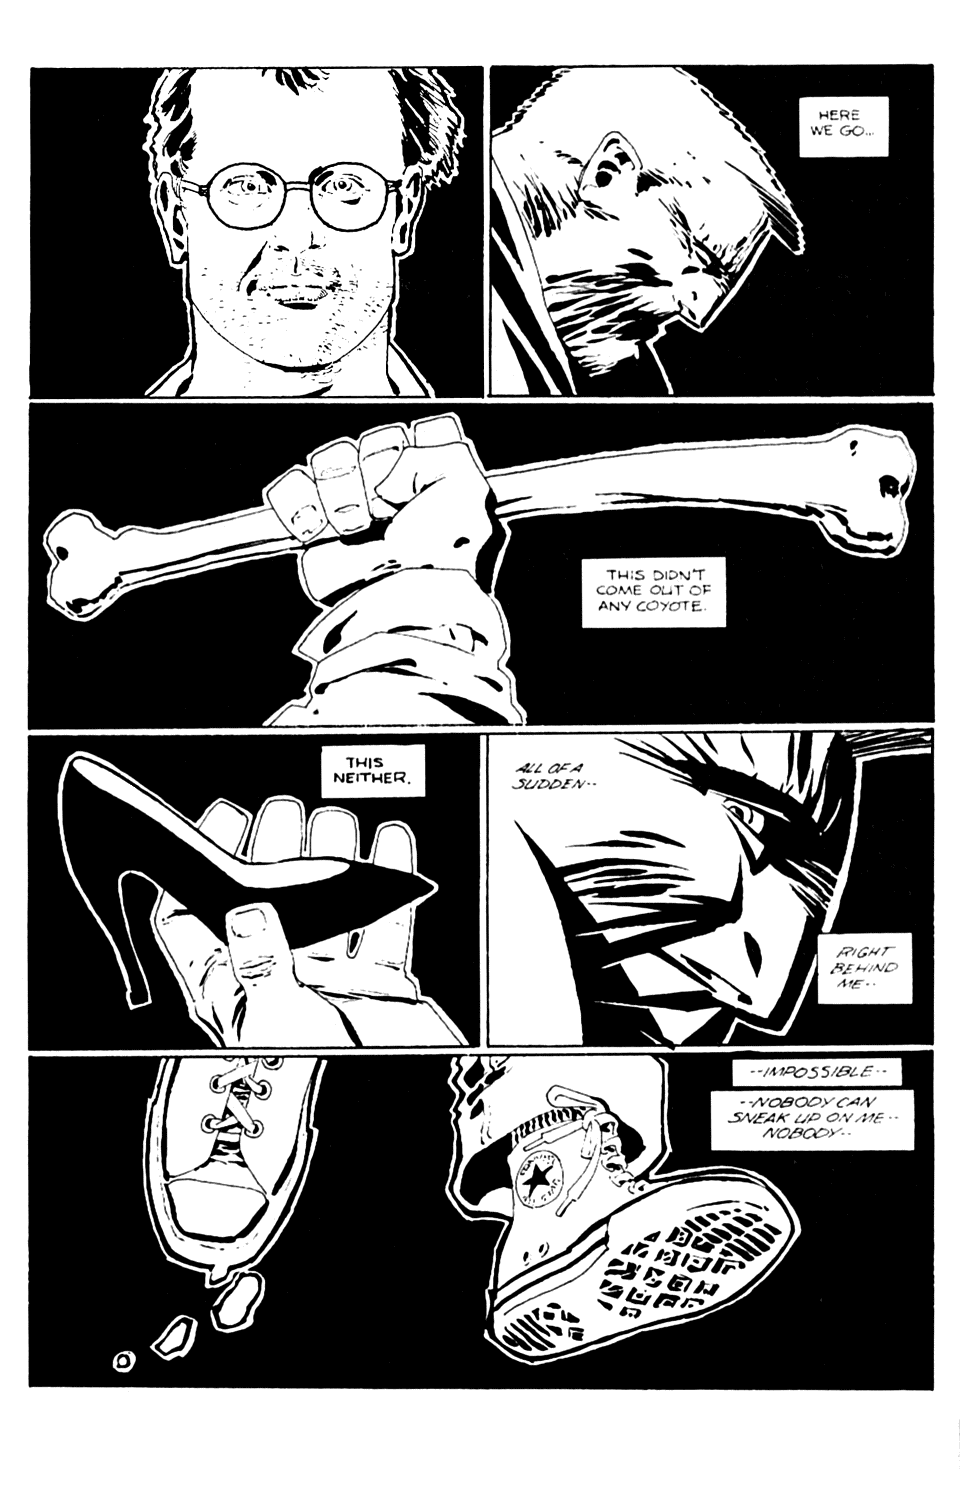 HERE
WE GO...
THIS DIDN'T
COME OUT OF
ANY COYOTE.
THIS
NEITHER.
ALL OF A
SUDDEN--
RIGHT
BEHIND
ME--
--IMPOSSIBLE--
--NOBODY CAN
SNEAK UP ON ME--
NOBODY--